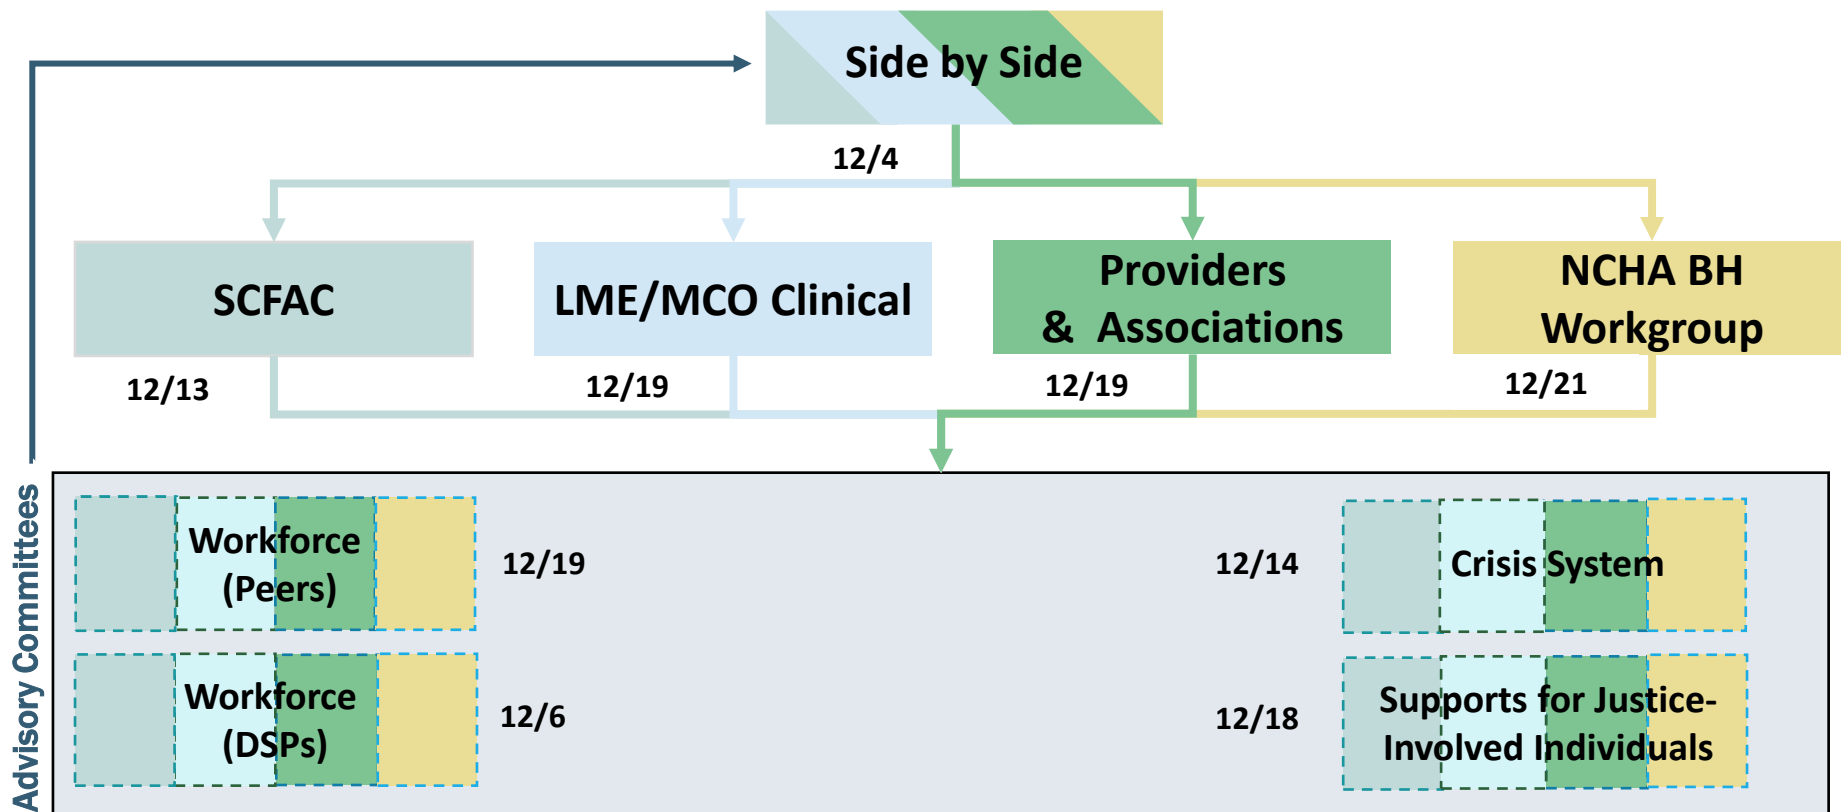 Side by Side
12/4
SCFAC
LME/MCO Clinical
Providers
& Associations
NCHA BH
Workgroup
12/13
12/19
12/19
12/21
Advisory Committees
Workforce
(Peers)
12/19
12/14
Crisis System
Workforce
(DSPs)
12/6
12/18
Supports for Justice-
Involved Individuals